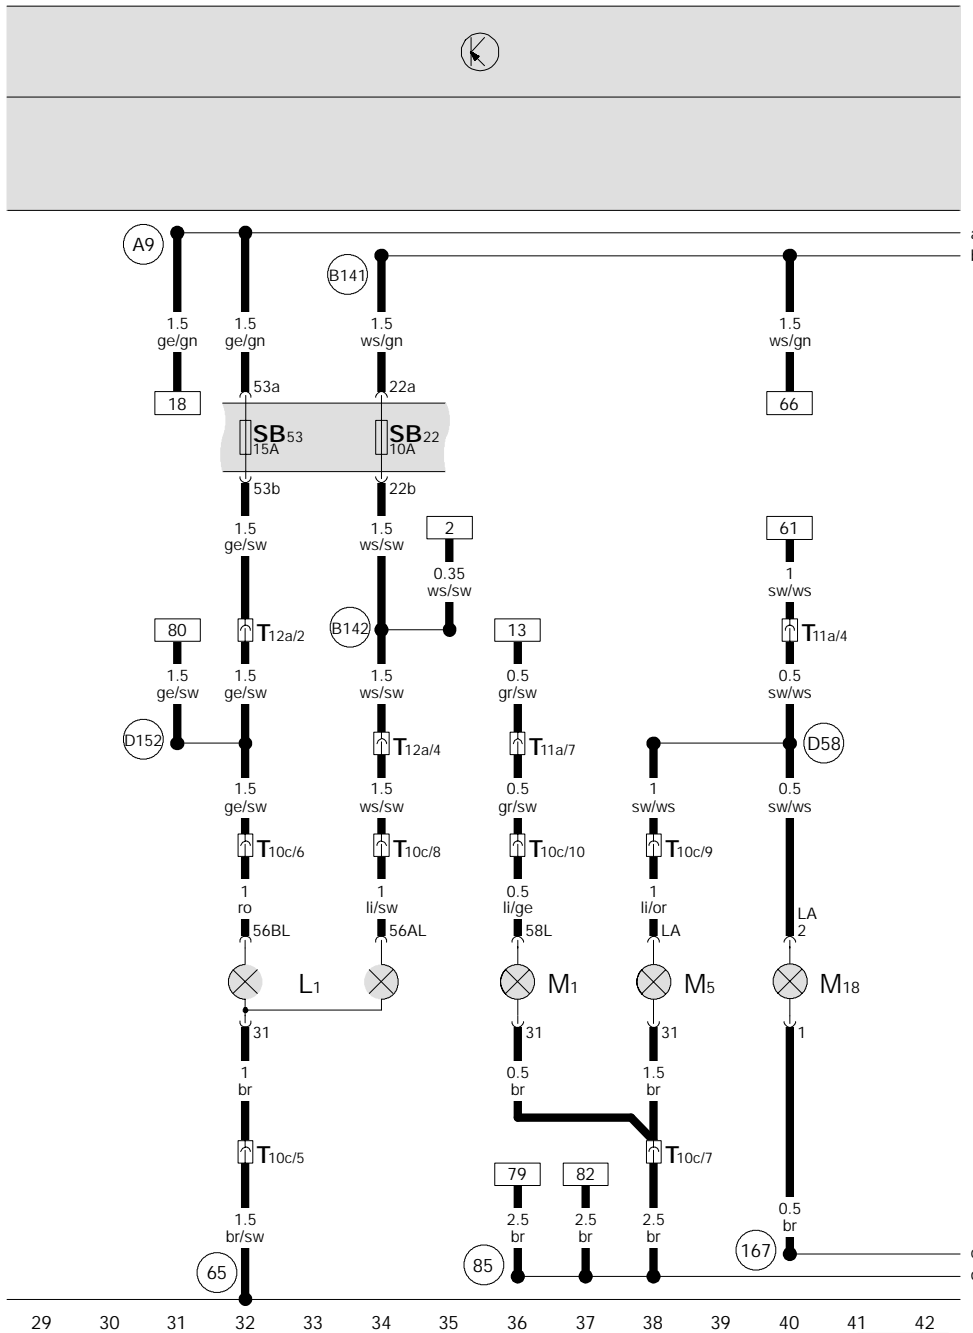 A9
a
B141
1.5 1.5 1.5 1.5
ge/gn ge/gn ws/gn ws/gn
53a 22a
18 66
SB53 SB22
15A 10A
53b 22b
2 61
1.5 1.5
ge/sw ws/sw
0.35 1
ws/sw sw/ws
80 T12a/2 B142 13 T11a/4
1.5 1.5 1.5 0.5 0.5
ge/sw ge/sw ws/sw gr/sw sw/ws
D152 T12a/4 T11a/7 D58
1.5 1.5 0.5 1 0.5
ge/sw ws/sw gr/sw sw/ws sw/ws
T10c/6 T10c/8 T10c/10 T10c/9
1 1 0.5 1
ro li/sw li/ge li/or
LA
56BL 56AL 58L LA 2
L1 M1 M5 M18
31 31 31 1
1 0.5 1.5
br br br
T10c/5 T10c/7
79 82
1.5 2.5 2.5 2.5 0.5
br/sw br br br br
65 85 167
29 30 31 32 33 34 35 36 37 38 39 40 41 42